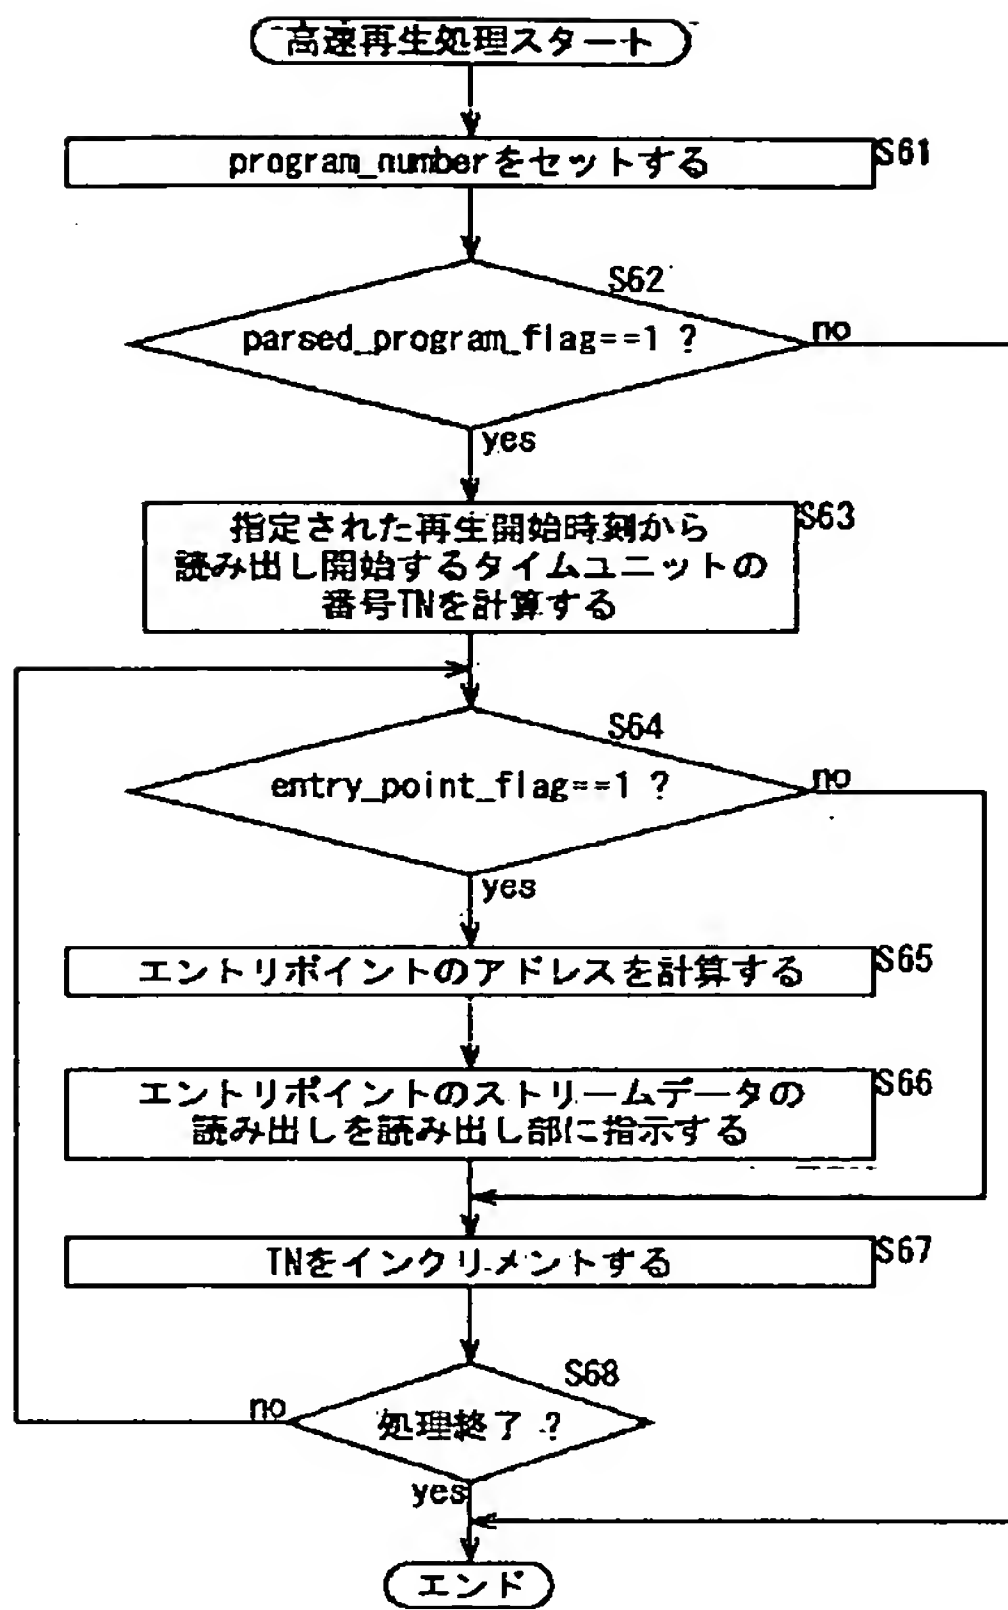 高速再生処理スタート
program_numberをセットする
S61
S62
parsed_program_flag==1 ?
no
yes
S63
指定された再生開始時刻から
読み出し開始するタイムユニットの
番号TNを計算する
S64
entry_point_flag==1 ?
no
yes
エントリポイントのアドレスを計算する
S65
エントリポイントのストリームデータの
読み出しを読み出し部に指示する
S66
TNをインクリメントする
S67
S68
no
処理終了 ?
yes
エンド